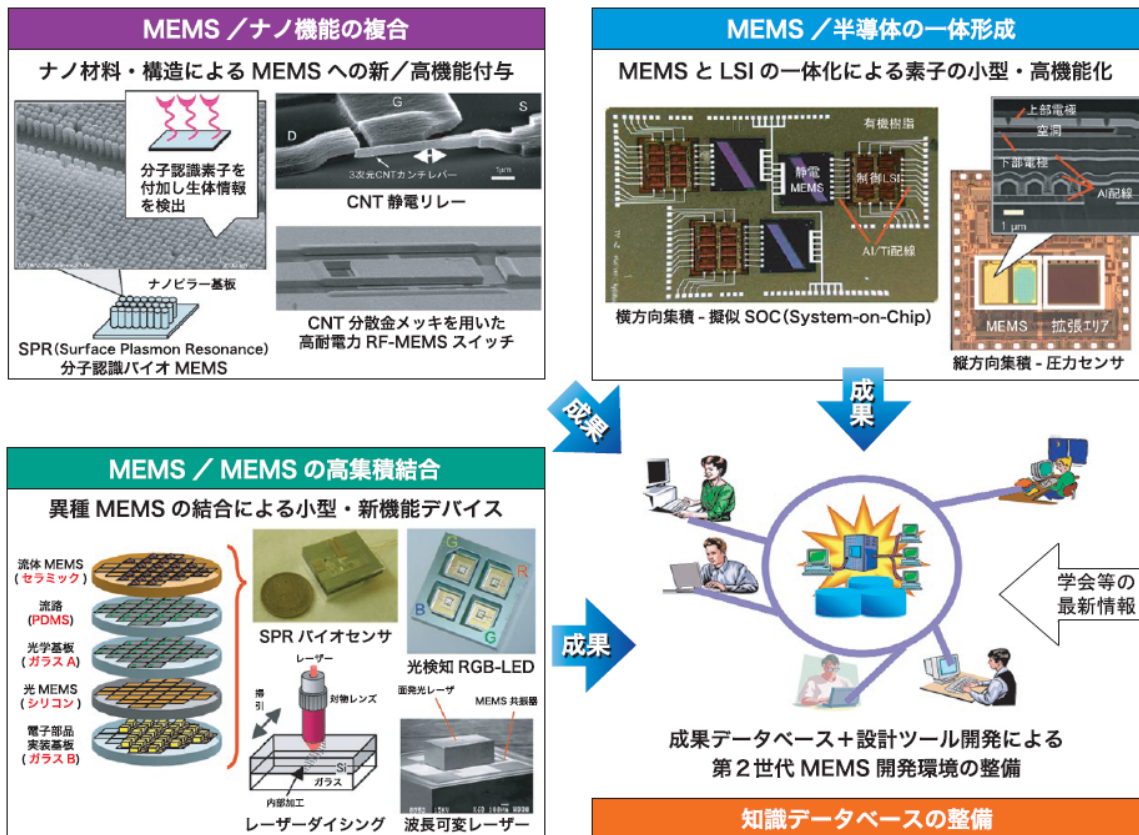 MEMS／ナノ機能の複合
ナノ材料・構造による MEMS への新／高機能付与
分子認識素子を
付加し生体情報
を検出
ナノピラー基板
SPR(Surface Plasmon Resonance)
分子認識バイオ MEMS
G
S
D
3次元CNTカンチレバー
1μm
CNT 静電リレー
CNT 分散金メッキを用いた
高耐電力 RF-MEMS スイッチ
MEMS／半導体の一体形成
MEMS と LSI の一体化による素子の小型・高機能化
有機樹脂
静電
MEMS
制御LSI
Al/Ti配線
横方向集積 - 擬似 SOC(System-on-Chip)
上部電極
空洞
下部電極
Al配線
1 μm
MEMS
拡張エリア
縦方向集積 - 圧力センサ
成果
成果
MEMS ／ MEMS の高集積結合
異種 MEMS の結合による小型・新機能デバイス
流体 MEMS
(セラミック)
流路
(PDMS)
光学基板
(ガラス A)
光 MEMS
(シリコン)
電子部品
実装基板
(ガラス B)
SPR バイオセンサ
G
R
B
G
光検知 RGB-LED
レーザー
対物レンズ
掃引
Si
ガラス
内部加工
レーザーダイシング
面発光レーザ
MEMS 共振器
波長可変レーザー
成果
学会等の
最新情報
成果データベース＋設計ツール開発による
第２世代 MEMS 開発環境の整備
知識データベースの整備